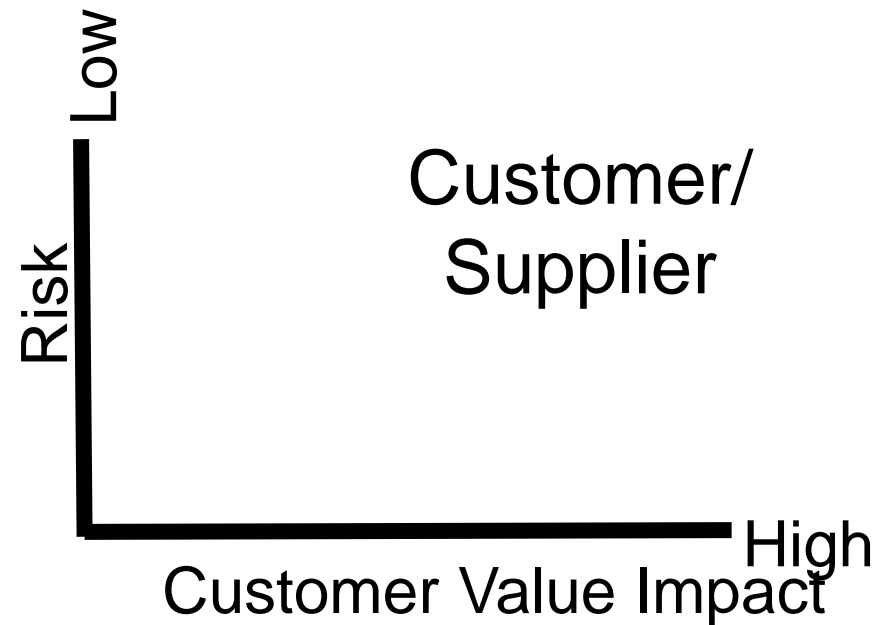 Low
Customer/
Supplier
Risk
High
Customer Value Impact